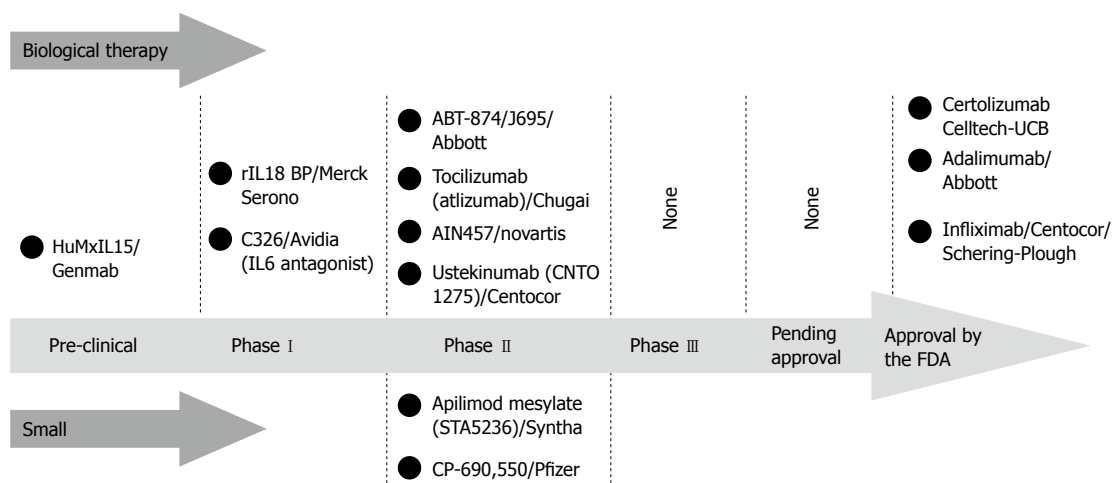 Biological therapy
HuMxIL15/
Genmab
rIL18 BP/Merck
Serono
C326/Avidia
(IL6 antagonist)
ABT-874/J695/
Abbott
Tocilizumab
(atlizumab)/Chugai
AIN457/novartis
Ustekinumab (CNTO
1275)/Centocor
None
None
Certolizumab
Celltech-UCB
Adalimumab/
Abbott
Infliximab/Centocor/
Schering-Plough
Pre-clinical
Phase Ⅰ
Phase Ⅱ
Phase Ⅲ
Pending
approval
Approval by
the FDA
Small
Apilimod mesylate
(STA5236)/Syntha
CP-690,550/Pfizer